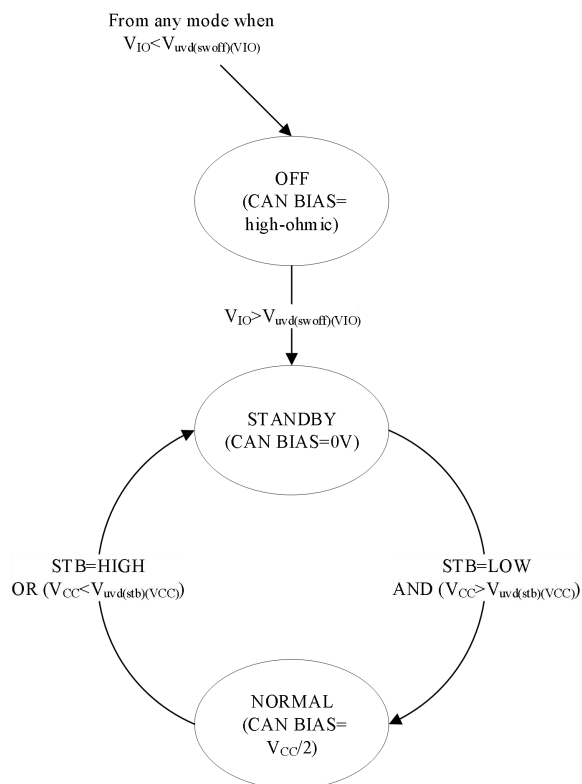 From any mode when
V_IO<V_uvd(swoff)(VIO)
OFF
(CAN BIAS=
high-ohmic)
V_IO>V_uvd(swoff)(VIO)
STANDBY
(CAN BIAS=0V)
STB=HIGH
OR (V_CC<V_uvd(stb)(VCC))
STB=LOW
AND (V_CC>V_uvd(stb)(VCC))
NORMAL
(CAN BIAS=
V_CC/2)